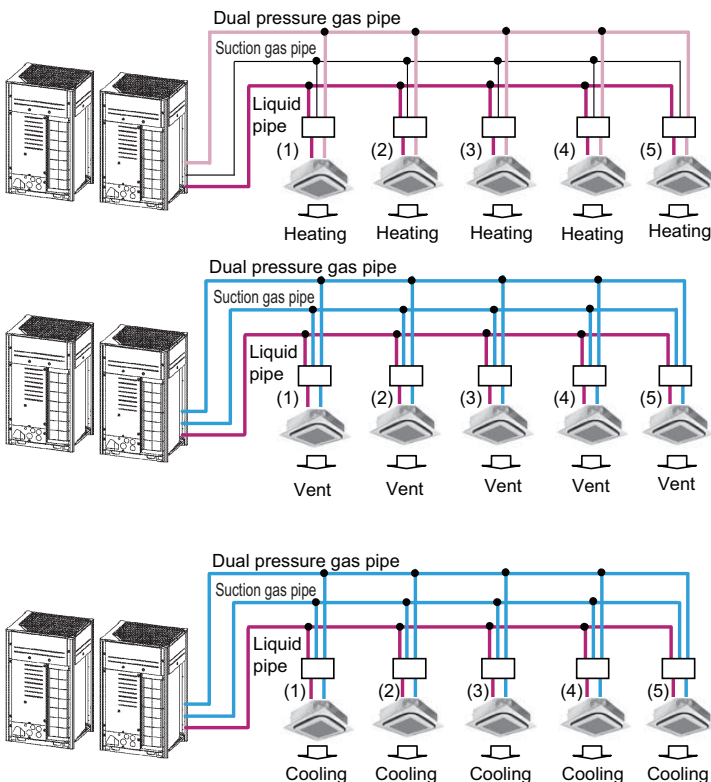 Dual pressure gas pipe
Suction gas pipe
Liquid
pipe
(1) (2) (3) (4) (5)
Heating Heating Heating Heating Heating
Dual pressure gas pipe
Suction gas pipe
Liquid
pipe
(1) (2) (3) (4) (5)
Vent Vent Vent Vent Vent
Dual pressure gas pipe
Suction gas pipe
Liquid
pipe
(1) (2) (3) (4) (5)
Cooling Cooling Cooling Cooling Cooling